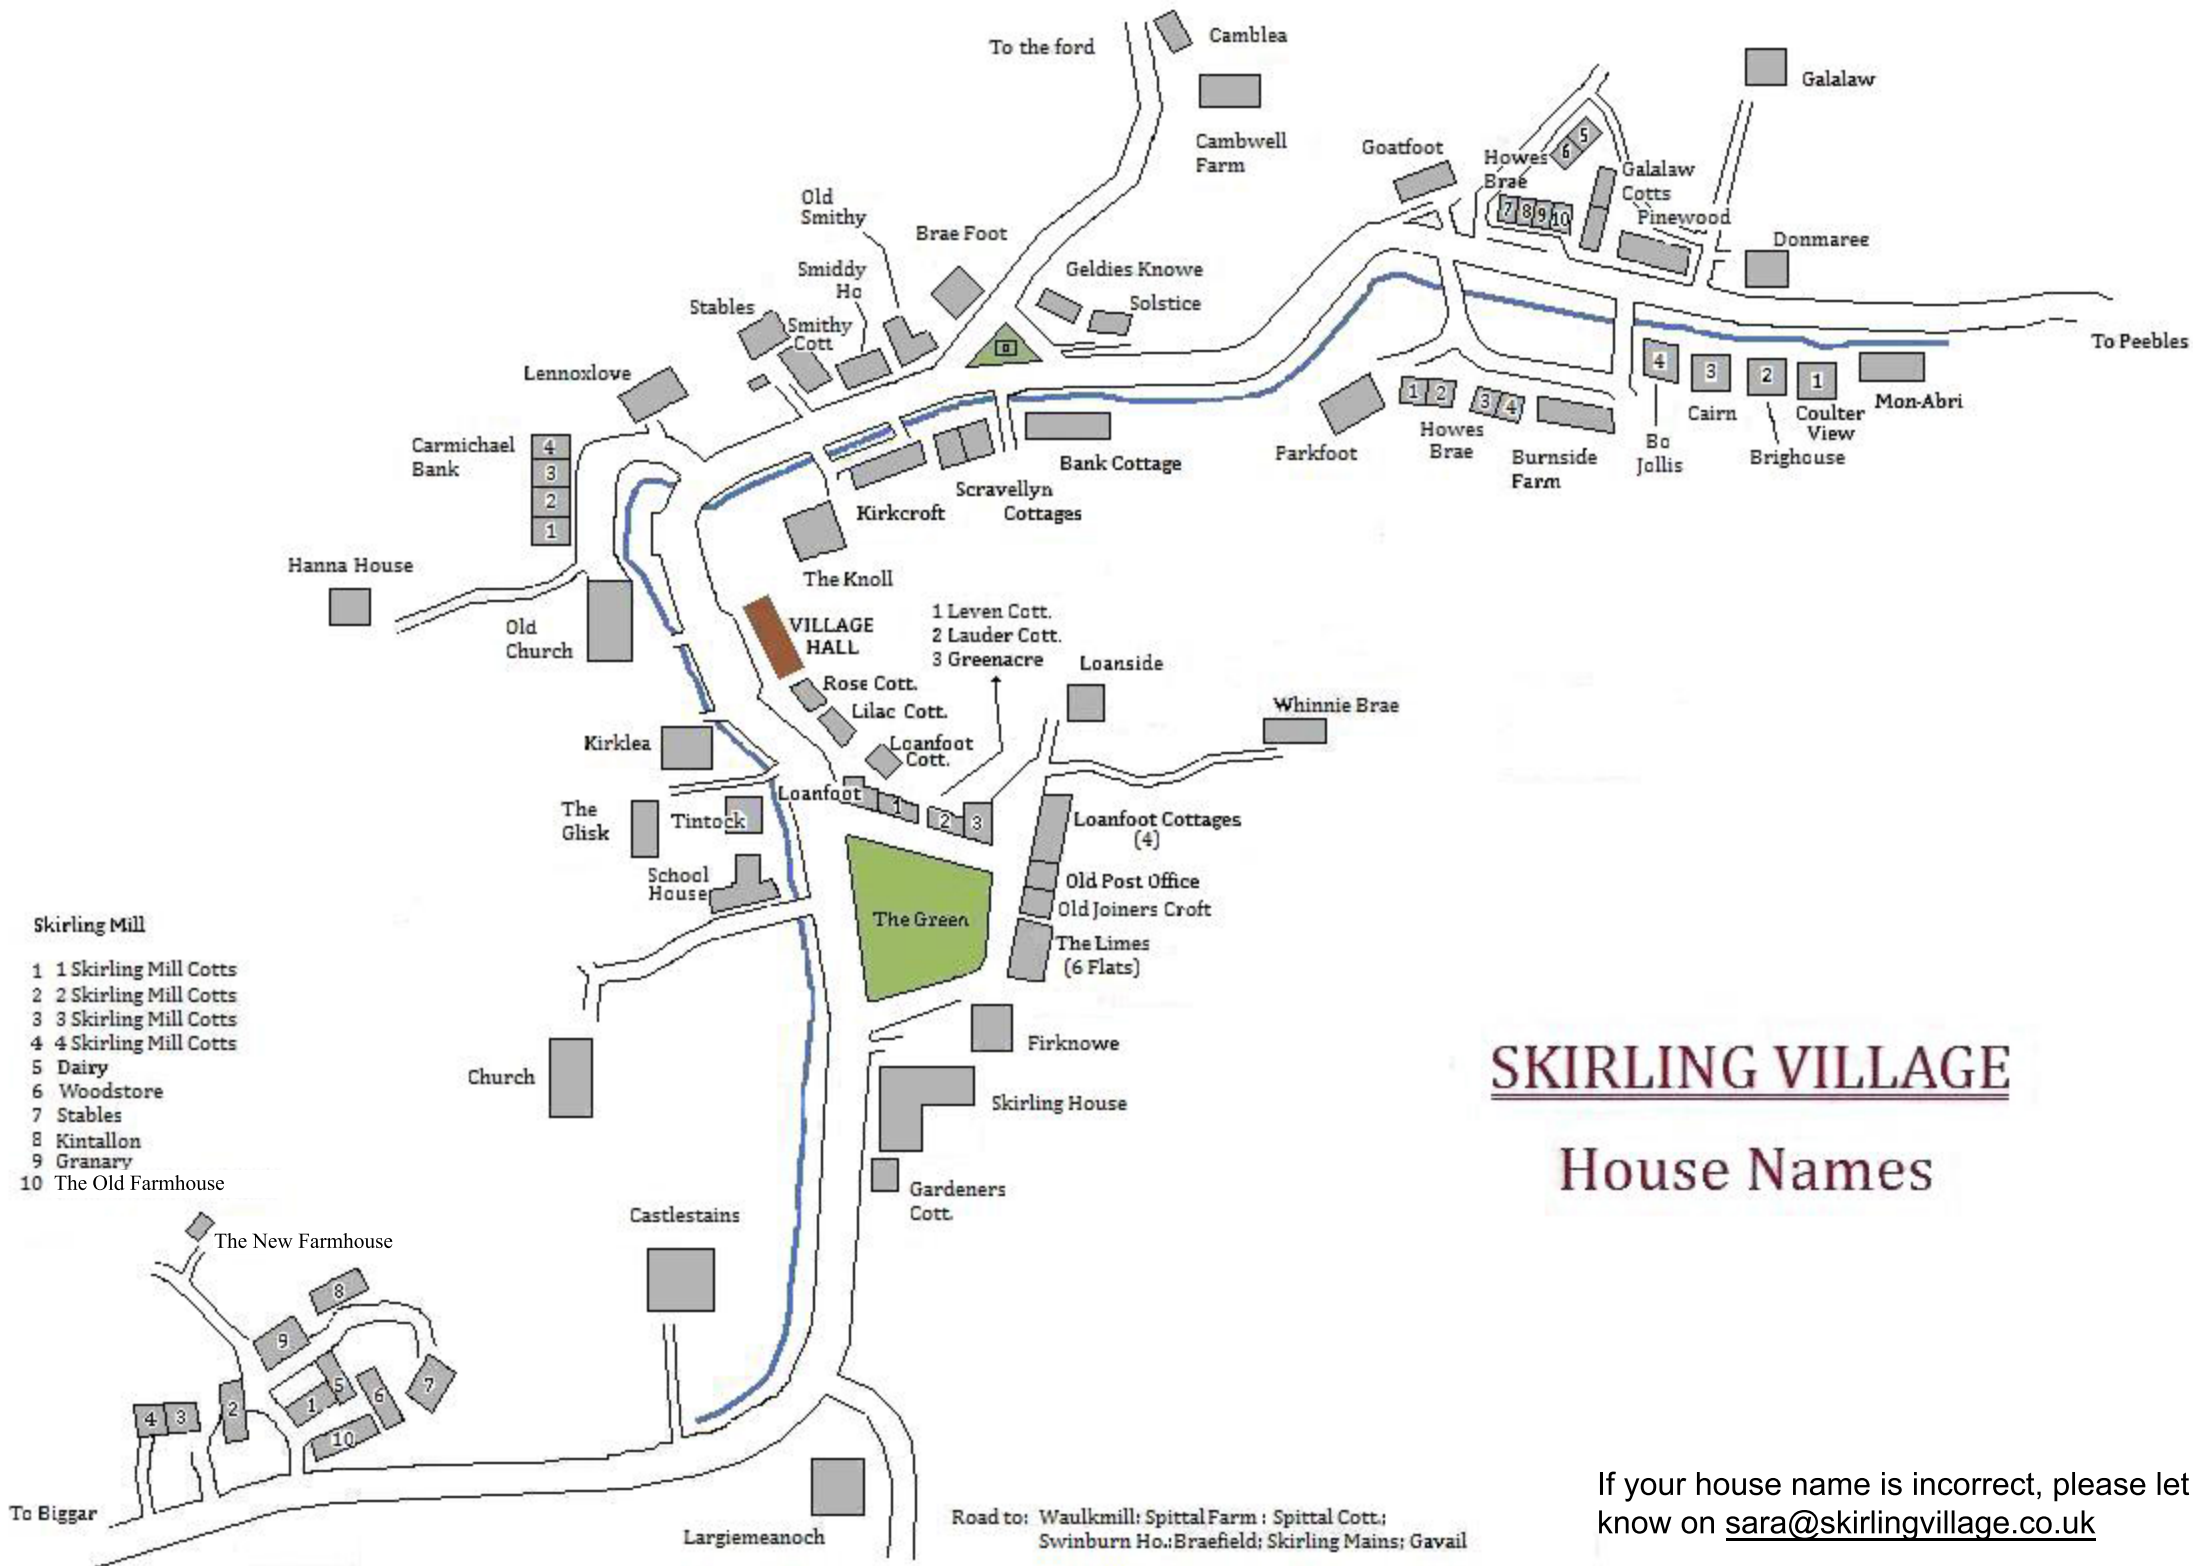 To the ford
Camblea
Cambwell
Farm
Galalaw
Goatfoot
Howes
Brae
5
6
7
8
9
10
Galalaw
Cotts
Pinewood
Donmaree
To Peebles
Old
Smithy
Brae Foot
Smiddy
Ho
Geldies Knowe
Solstice
Stables
Smithy
Cott
Lennoxlove
Carmichael
Bank
4
3
2
1
Hanna House
Old
Church
Bank Cottage
Scravellyn
Cottages
Kirkcroft
The Knoll
Parkfoot
1
2
3
4
Howes
Brae
Burnside
Farm
4
Bo
Jollis
3
Cairn
2
Brighouse
1
Coulter
View
Mon-Abri
VILLAGE
HALL
Rose Cott.
Lilac Cott.
Loanfoot
Cott.
1 Leven Cott.
2 Lauder Cott.
3 Greenacre
Loanside
Whinnie Brae
Kirklea
Loanfoot
1
2
3
The
Glisk
Tintock
School
House
The Green
Loanfoot Cottages
(4)
Old Post Office
Old Joiners Croft
The Limes
(6 Flats)
Firknowe
Church
Skirling House
Gardeners
Cott.
Castlestains
Skirling Mill
1 1 Skirling Mill Cotts
2 2 Skirling Mill Cotts
3 3 Skirling Mill Cotts
4 4 Skirling Mill Cotts
5 Dairy
6 Woodstore
7 Stables
8 Kintallon
9 Granary
10 The Old Farmhouse
The New Farmhouse
8
9
5
6
7
1
2
3
4
10
To Biggar
Largiemeanoch
Road to: Waulkmill: Spittal Farm : Spittal Cott.;
Swinburn Ho.:Braefield; Skirling Mains; Gavail
SKIRLING VILLAGE
House Names
If your house name is incorrect, please let
know on sara@skirlingvillage.co.uk